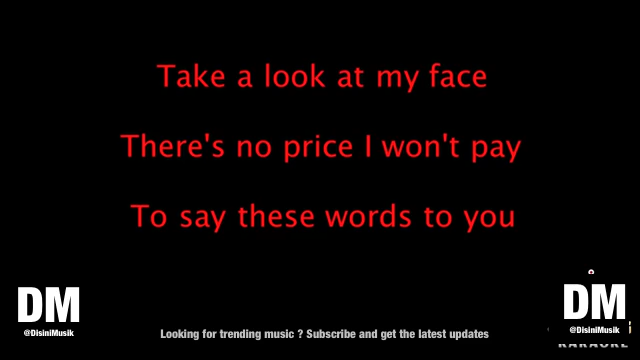 Take a look at my face
There's no price I won't pay
To say these words to you
DM
@DisiniMusik
DM
@DisiniMusik
Looking for trending music ? Subscribe and get the latest updates
KARAOKE